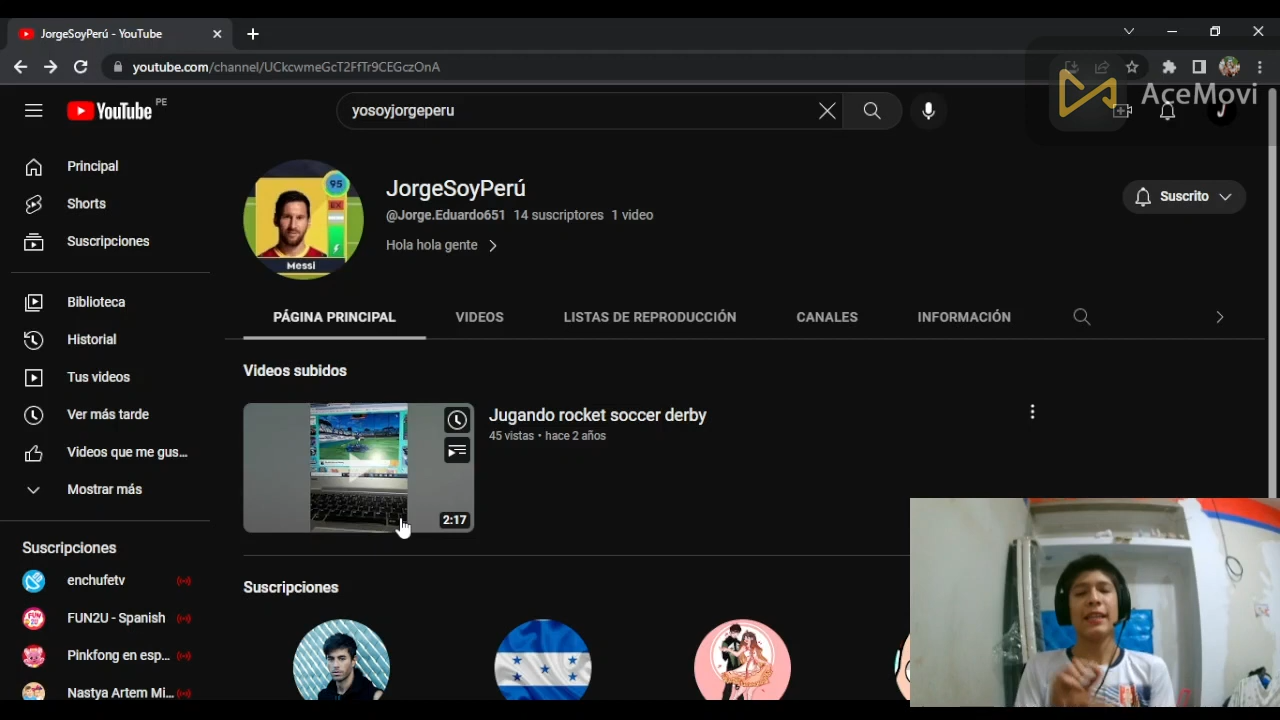 JorgeSoyPerú - YouTube
youtube.com/channel/UCkcwmeGcT2FfTr9CEGczOnA
AceMovi
YouTube PE
yosoyjorgeperu
J
Principal
Shorts
Suscripciones
Biblioteca
Historial
Tus videos
Ver más tarde
Videos que me gus...
Mostrar más
Suscripciones
enchufetv
FUN2U - Spanish
Pinkfong en esp...
Nastya Artem Mi...
95
Messi
JorgeSoyPerú
@Jorge.Eduardo651 14 suscriptores 1 video
Hola hola gente
Suscrito
PÁGINA PRINCIPAL VIDEOS LISTAS DE REPRODUCCIÓN CANALES INFORMACIÓN
Videos subidos
2:17
Jugando rocket soccer derby
45 vistas • hace 2 años
Suscripciones